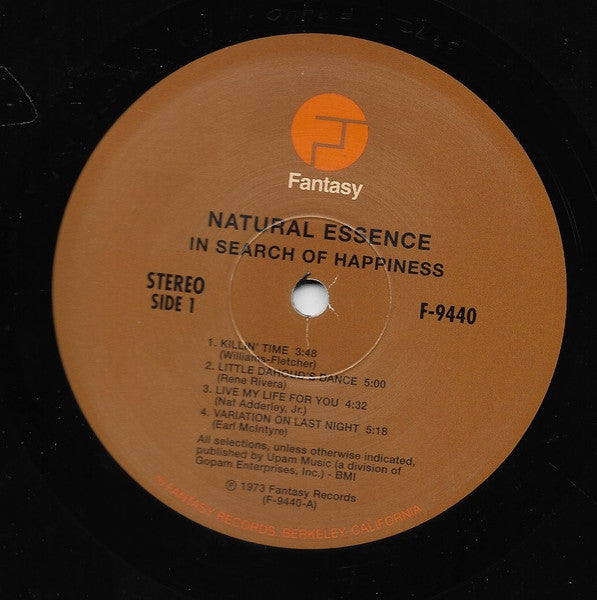 Fantasy
NATURAL ESSENCE
IN SEARCH OF HAPPINESS
STEREO
SIDE 1
F-9440
1. KILLIN' TIME 3:48
(Williams-Fletcher)
2. LITTLE DAHOUD'S DANCE 5:00
(Rene Rivera)
3. LIVE MY LIFE FOR YOU 4:32
(Nat Adderley, Jr.)
4. VARIATION ON LAST NIGHT 5:18
(Earl McIntyre)
All selections, unless otherwise indicated,
published by Upam Music (a division of
Gopam Enterprises, Inc.) - BMI
℗ 1973 Fantasy Records
(F-9440-A)
® FANTASY RECORDS, BERKELEY, CALIFORNIA